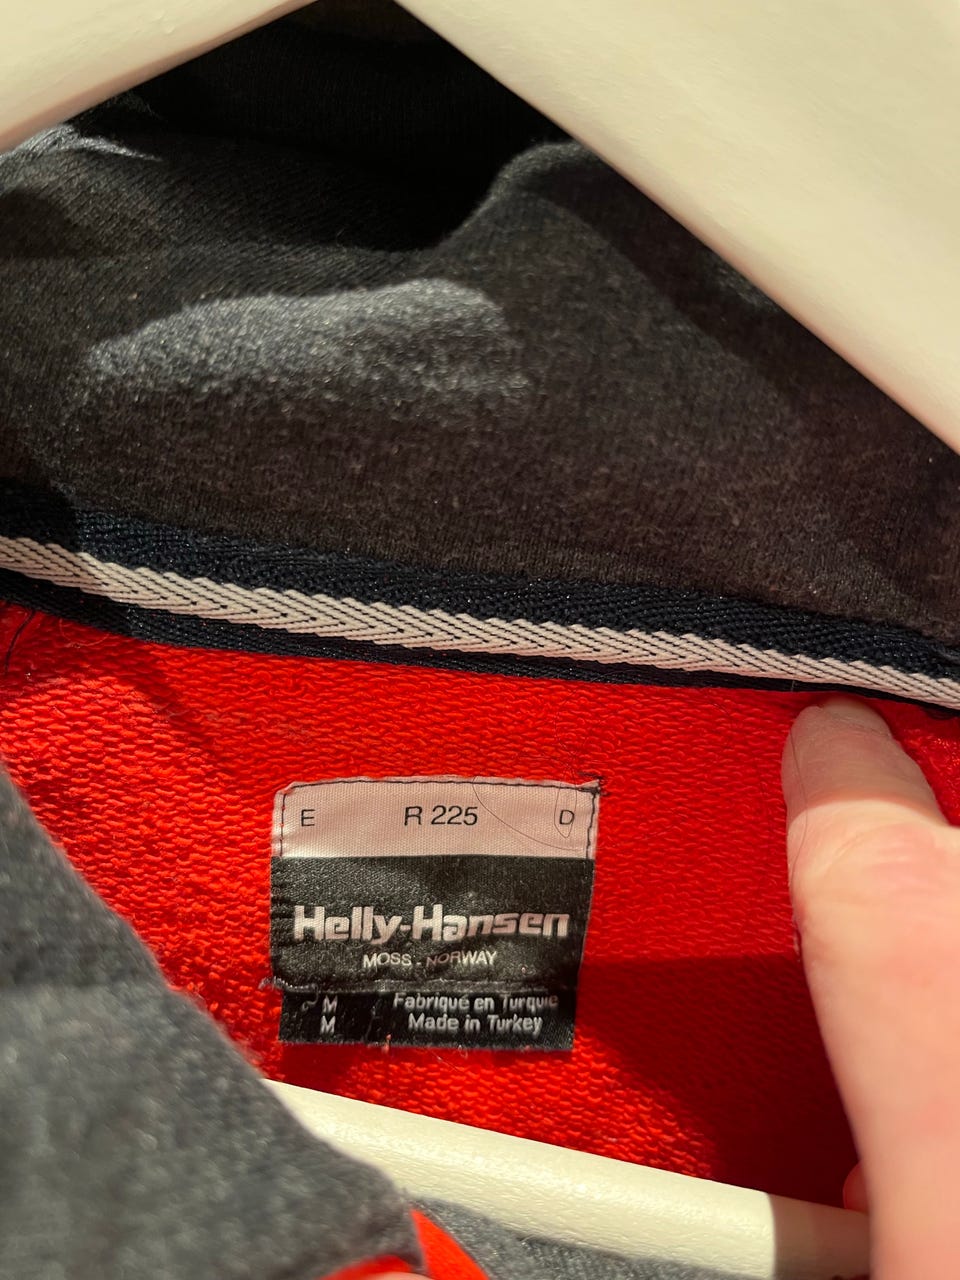 E R 225 D
Helly-Hansen
MOSS - NORWAY
M Fabriqué en Turquie
M Made in Turkey